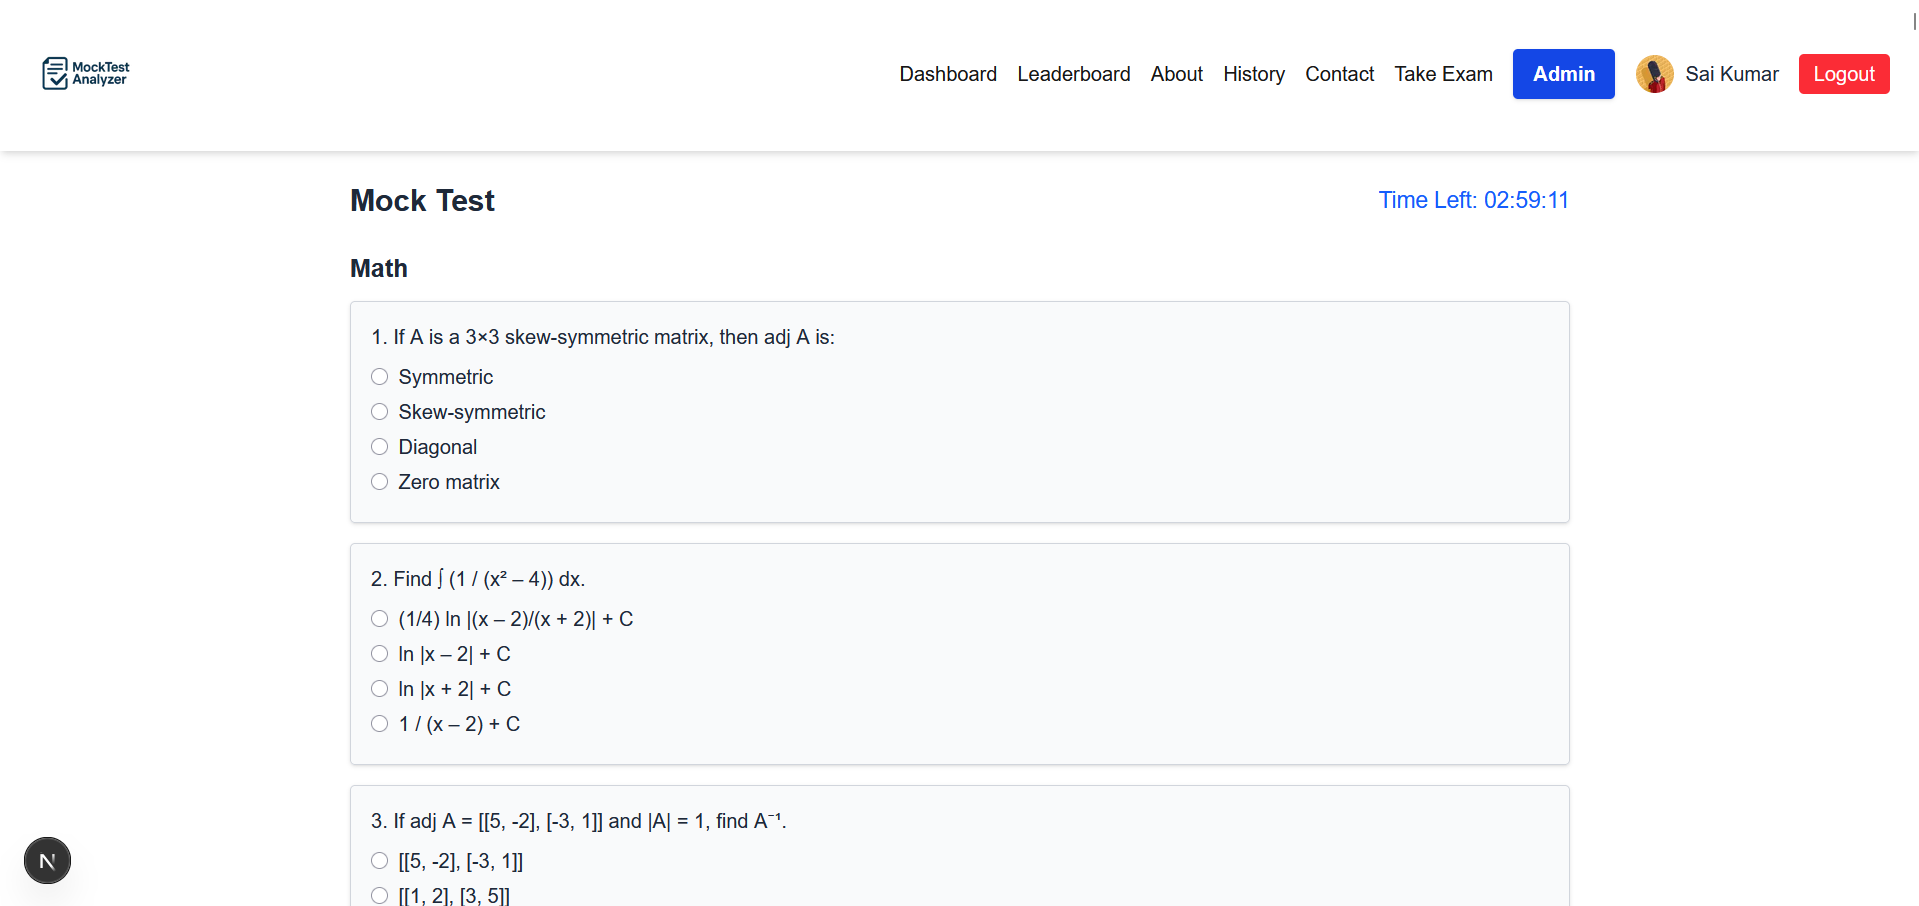 MockTest
Analyzer
Dashboard Leaderboard About History Contact Take Exam Admin Sai Kumar Logout
Mock Test
Time Left: 02:59:11
Math
1. If A is a 3×3 skew-symmetric matrix, then adj A is:
Symmetric
Skew-symmetric
Diagonal
Zero matrix
2. Find ∫ (1 / (x² – 4)) dx.
(1/4) ln |(x – 2)/(x + 2)| + C
ln |x – 2| + C
ln |x + 2| + C
1 / (x – 2) + C
3. If adj A = [[5, -2], [-3, 1]] and |A| = 1, find A⁻¹.
[[5, -2], [-3, 1]]
[[1, 2], [3, 5]]
N